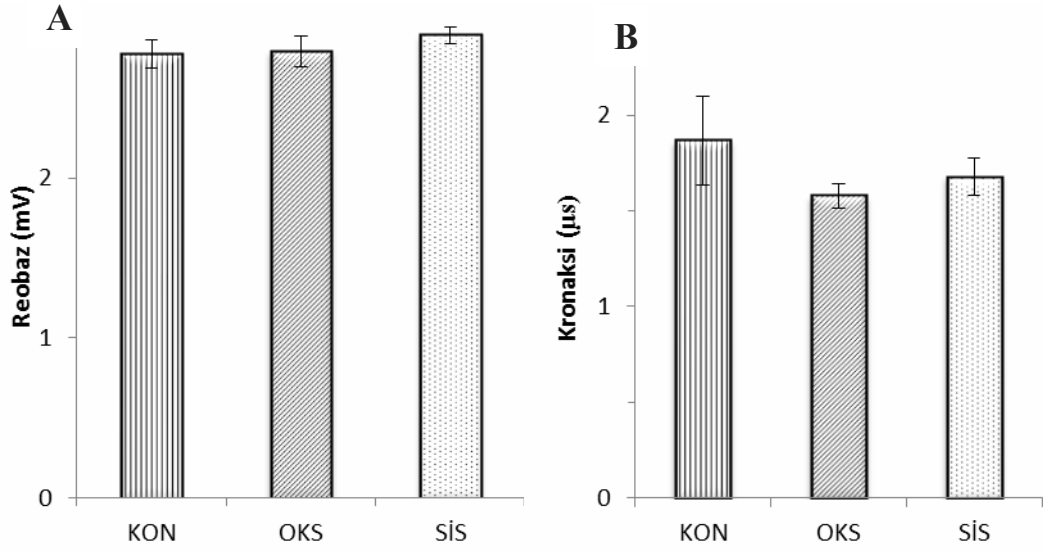 A
Reobaz (mV)
2
1
0
KON OKS SİS
B
Kronaksi (µs)
2
1
0
KON OKS SİS